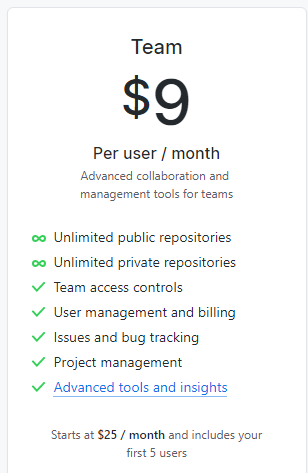 Team
$9
Per user / month
Advanced collaboration and
management tools for teams
Unlimited public repositories
Unlimited private repositories
Team access controls
User management and billing
Issues and bug tracking
Project management
Advanced tools and insights
Starts at $25 / month and includes your
first 5 users